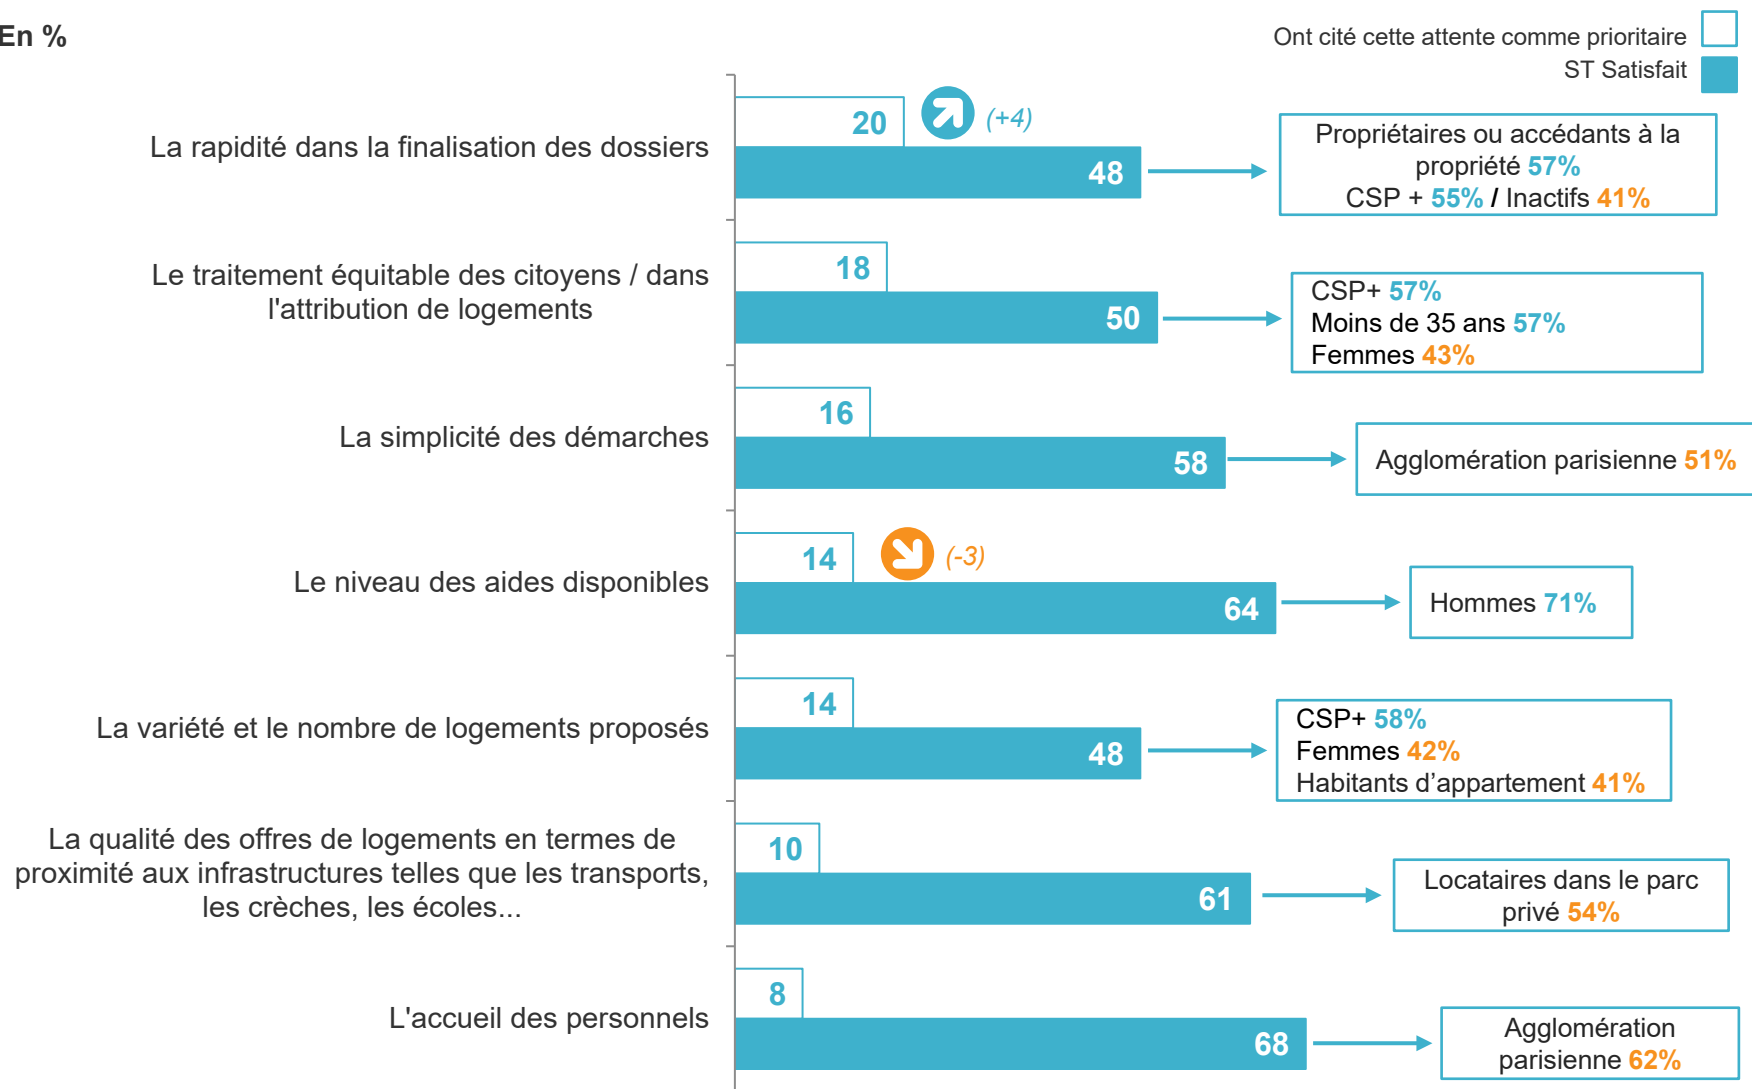 En %
Ont cité cette attente comme prioritaire
ST Satisfait
La rapidité dans la finalisation des dossiers
20
(+4)
48
Propriétaires ou accédants à la
propriété 57%
CSP + 55% / Inactifs 41%
Le traitement équitable des citoyens / dans
l'attribution de logements
18
50
CSP+ 57%
Moins de 35 ans 57%
Femmes 43%
La simplicité des démarches
16
58
Agglomération parisienne 51%
Le niveau des aides disponibles
14
(-3)
64
Hommes 71%
La variété et le nombre de logements proposés
14
48
CSP+ 58%
Femmes 42%
Habitants d’appartement 41%
La qualité des offres de logements en termes de
proximité aux infrastructures telles que les transports,
les crèches, les écoles...
10
61
Locataires dans le parc
privé 54%
L'accueil des personnels
8
68
Agglomération
parisienne 62%